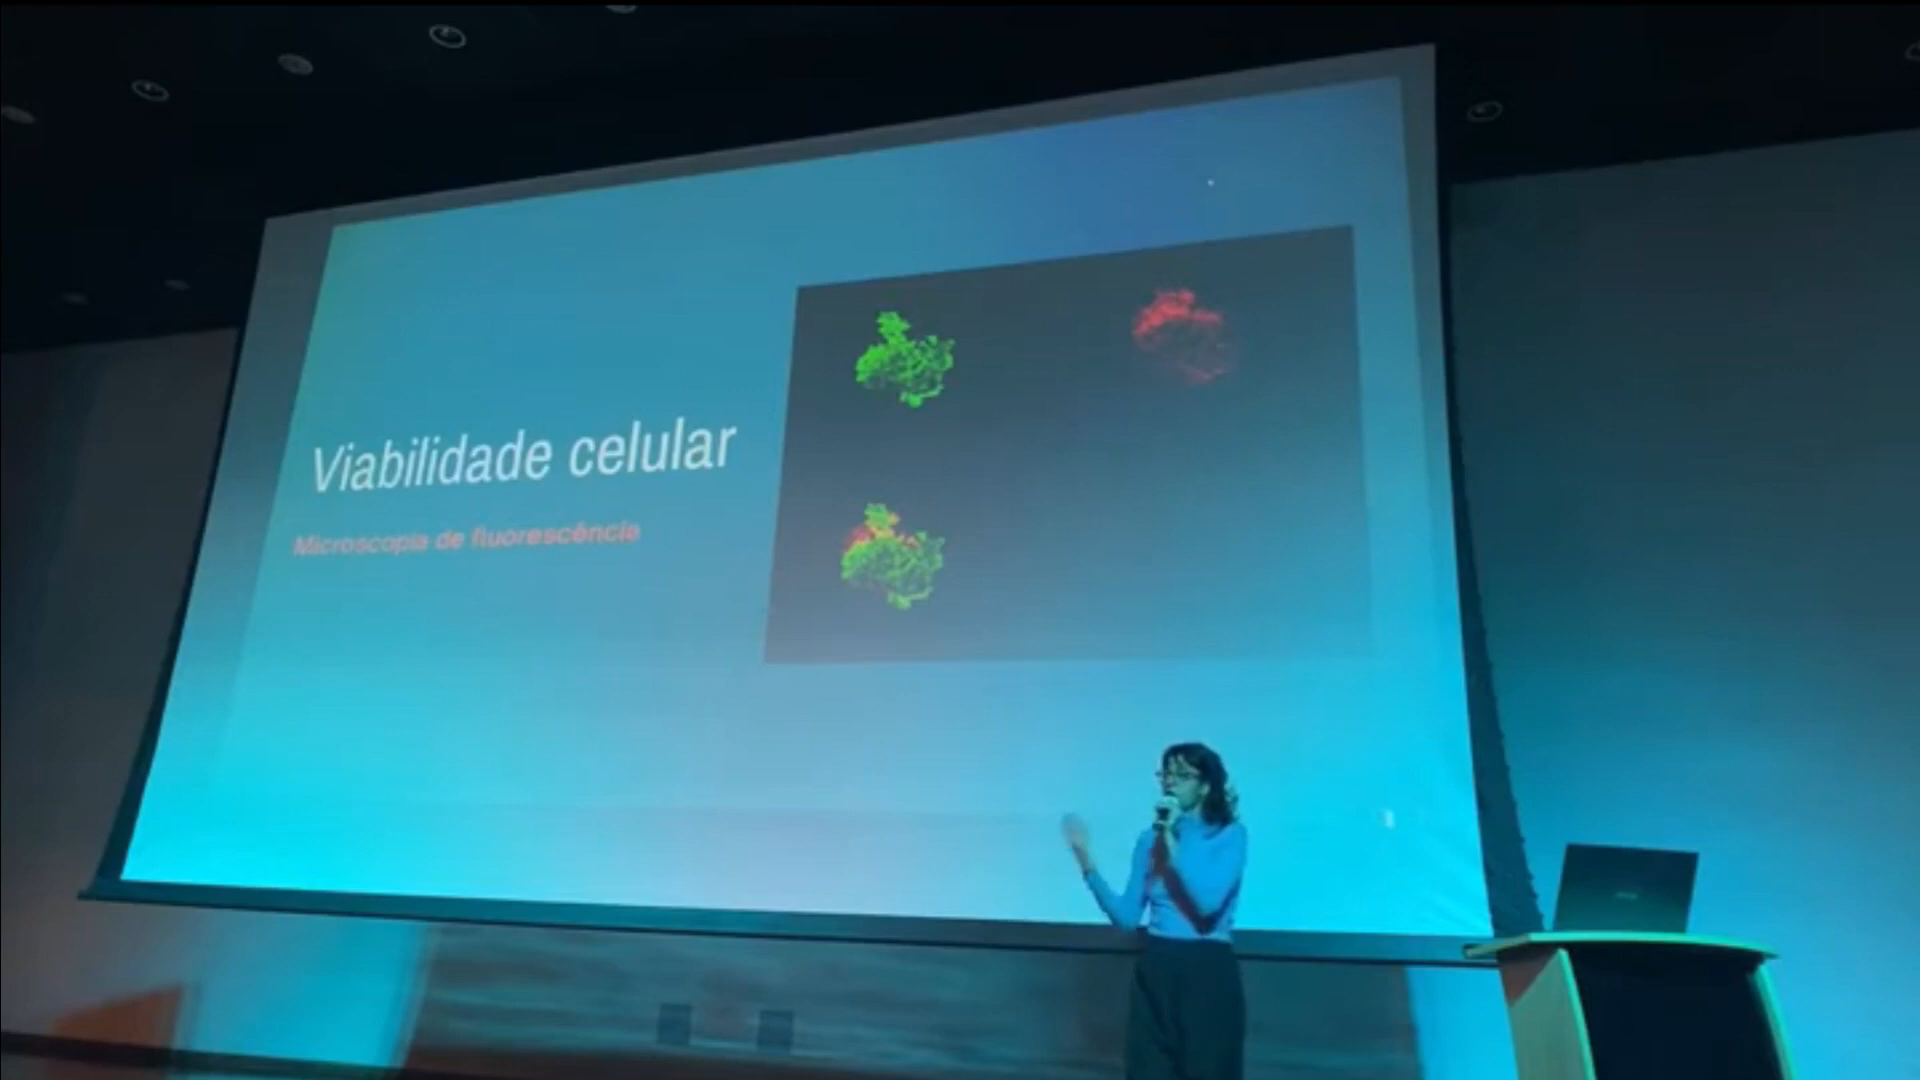 Viabilidade celular
Microscopia de fluorescência